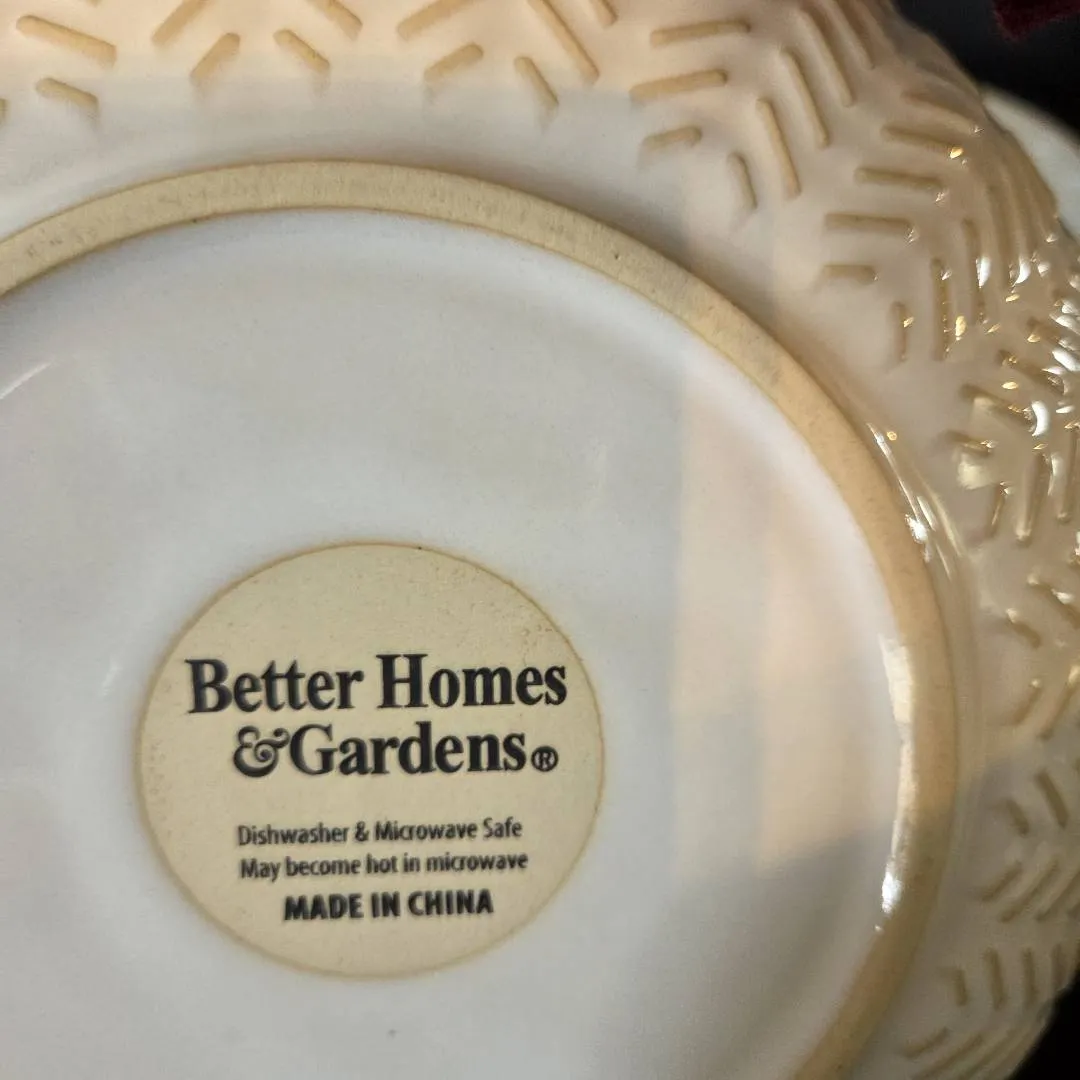 Better Homes
&Gardens®
Dishwasher & Microwave Safe
May become hot in microwave
MADE IN CHINA